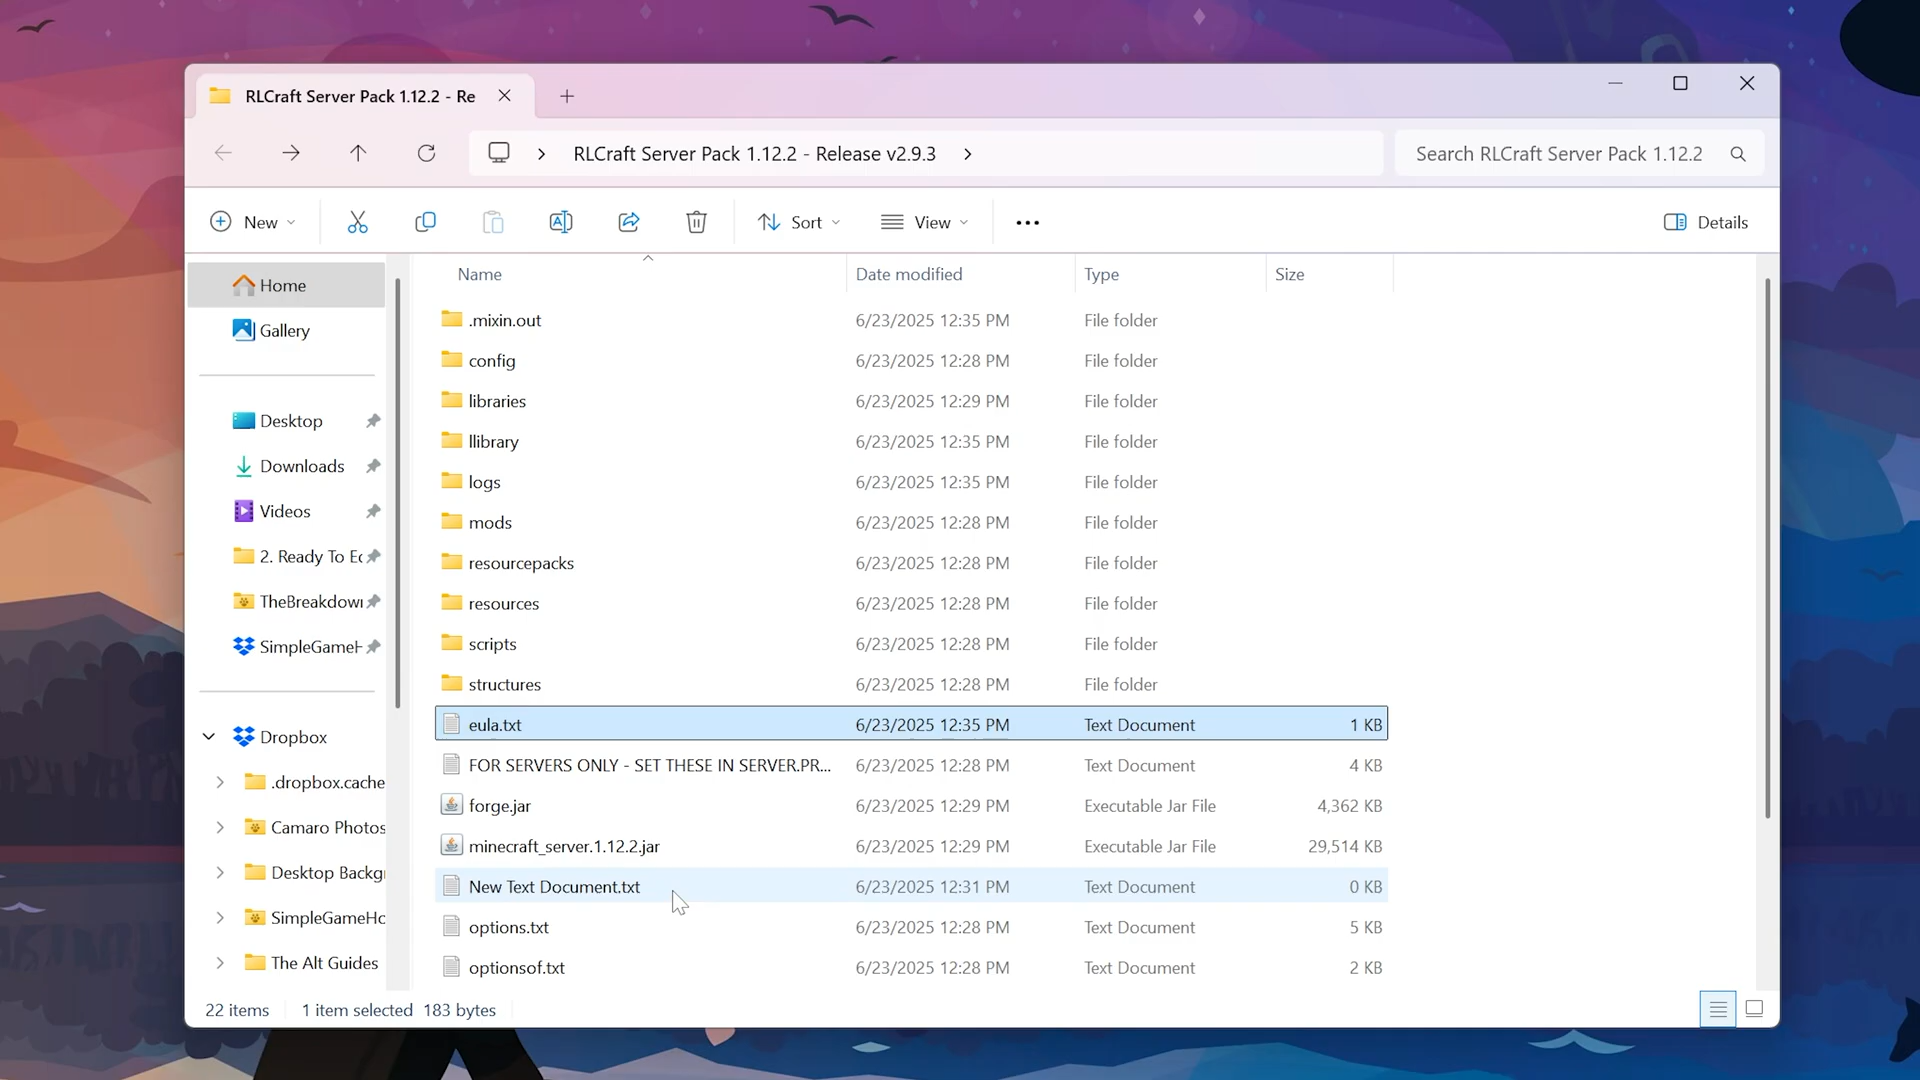 RLCraft Server Pack 1.12.2 - Re
RLCraft Server Pack 1.12.2 - Release v2.9.3
Search RLCraft Server Pack 1.12.2
New
Sort
View
Details
Home
Gallery
Desktop
Downloads
Videos
2. Ready To Ec
TheBreakdow
SimpleGameH
Dropbox
.dropbox.cache
Camaro Photos
Desktop Backg
SimpleGameHo
The Alt Guides
Name Date modified Type Size
.mixin.out 6/23/2025 12:35 PM File folder
config 6/23/2025 12:28 PM File folder
libraries 6/23/2025 12:29 PM File folder
llibrary 6/23/2025 12:35 PM File folder
logs 6/23/2025 12:35 PM File folder
mods 6/23/2025 12:28 PM File folder
resourcepacks 6/23/2025 12:28 PM File folder
resources 6/23/2025 12:28 PM File folder
scripts 6/23/2025 12:28 PM File folder
structures 6/23/2025 12:28 PM File folder
eula.txt 6/23/2025 12:35 PM Text Document 1 KB
FOR SERVERS ONLY - SET THESE IN SERVER.PR... 6/23/2025 12:28 PM Text Document 4 KB
forge.jar 6/23/2025 12:29 PM Executable Jar File 4,362 KB
minecraft_server.1.12.2.jar 6/23/2025 12:29 PM Executable Jar File 29,514 KB
New Text Document.txt 6/23/2025 12:31 PM Text Document 0 KB
options.txt 6/23/2025 12:28 PM Text Document 5 KB
optionsof.txt 6/23/2025 12:28 PM Text Document 2 KB
22 items 1 item selected 183 bytes